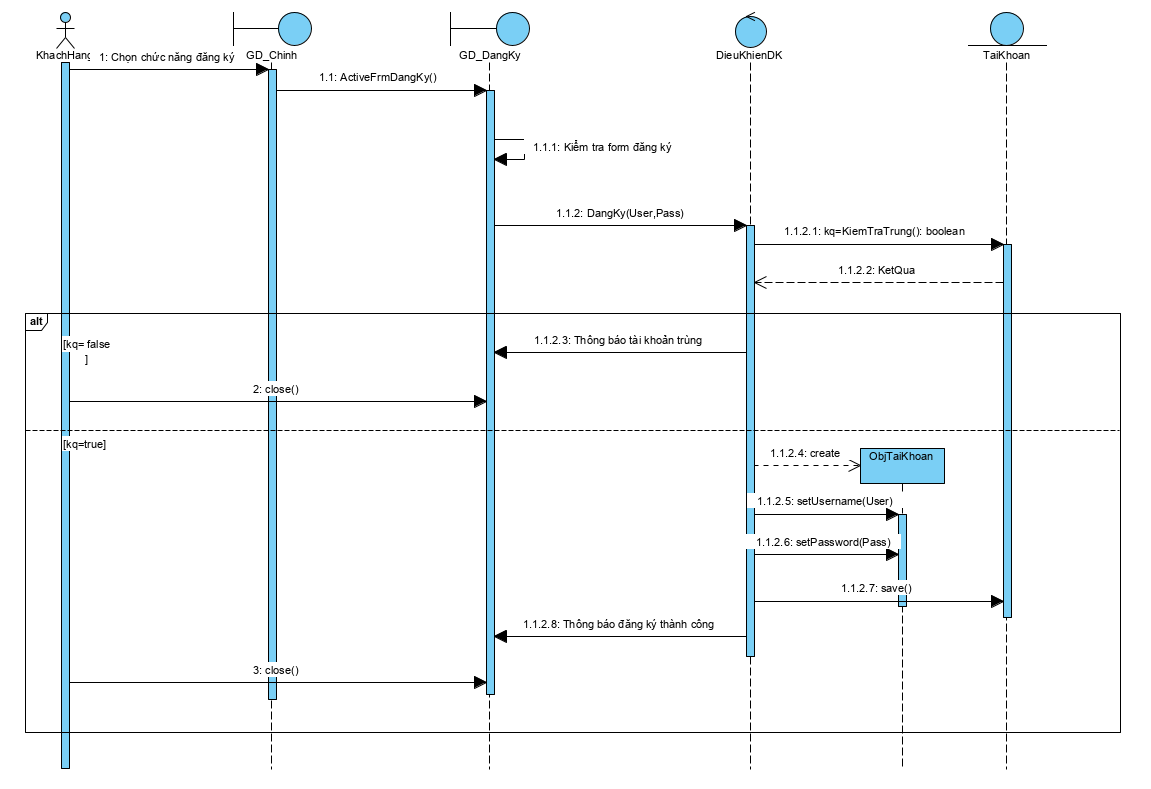 KhachHang
GD_Chinh
GD_DangKy
DieuKhienDK
TaiKhoan
1: Chọn chức năng đăng ký
1.1: ActiveFrmDangKy()
1.1.1: Kiểm tra form đăng ký
1.1.2: DangKy(User,Pass)
1.1.2.1: kq=KiemTraTrung(): boolean
1.1.2.2: KetQua
alt
[kq= false
]
1.1.2.3: Thông báo tài khoản trùng
2: close()
[kq=true]
1.1.2.4: create
ObjTaiKhoan
1.1.2.5: setUsername(User)
1.1.2.6: setPassword(Pass)
1.1.2.7: save()
1.1.2.8: Thông báo đăng ký thành công
3: close()